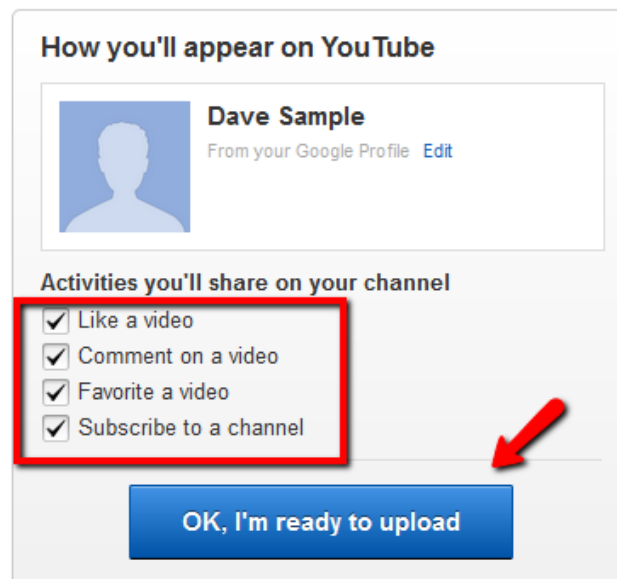 How you'll appear on YouTube
Dave Sample
From your Google Profile Edit
Activities you'll share on your channel
Like a video
Comment on a video
Favorite a video
Subscribe to a channel
OK, I'm ready to upload